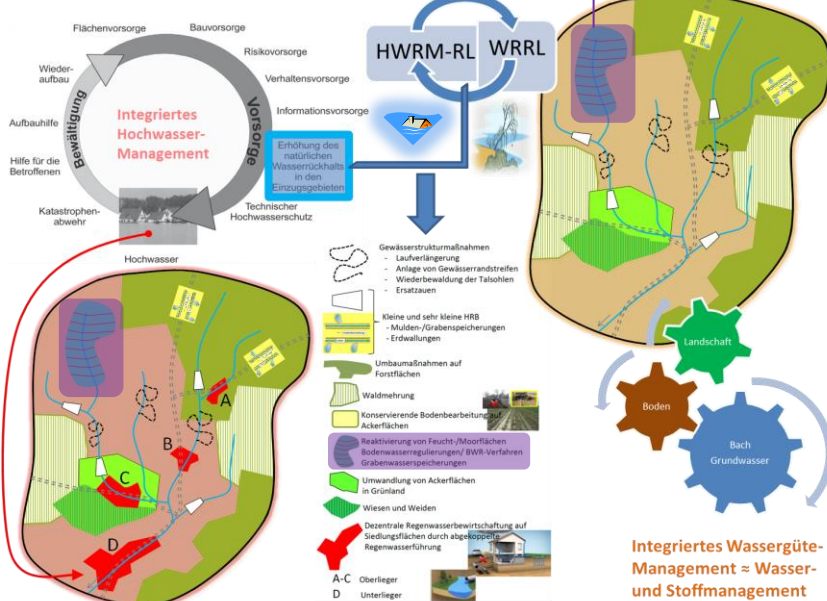 Flächenvorsorge
Bauvorsorge
Risikovorsorge
Verhaltensvorsorge
Informationsvorsorge
Erhöhung des
natürlichen
Wasserrückhalts
in den
Einzugsgebieten
Technischer
Hochwasserschutz
Hochwasser
Katastrophen-
abwehr
Hilfe für die
Betroffenen
Aufbauhilfe
Wieder-
aufbau
Bewältigung
Vorsorge
Integriertes
Hochwasser-
Management
HWRM-RL
WRRL
Gewässerstrukturmaßnahmen
- Laufverlängerung
- Anlage von Gewässerrandstreifen
- Wiederbewaldung der Talsohlen
- Ersatzauen
Kleine und sehr kleine HRB
- Mulden-/Grabenspeicherungen
- Erdwallungen
Umbaumaßnahmen auf
Forstflächen
Waldmehrung
Konservierende Bodenbearbeitung auf
Ackerflächen
Reaktivierung von Feucht-/Moorflächen
Bodenwasserregulierungen/ BWR-Verfahren
Grabenwasserspeicherungen
Umwandlung von Ackerflächen
in Grünland
Wiesen und Weiden
Dezentrale Regenwasserbewirtschaftung auf
Siedlungsflächen durch abgekoppelte
Regenwasserführung
A-C Oberlieger
D Unterlieger
A
B
C
D
Landschaft
Boden
Bach
Grundwasser
Integriertes Wassergüte-
Management ≈ Wasser-
und Stoffmanagement